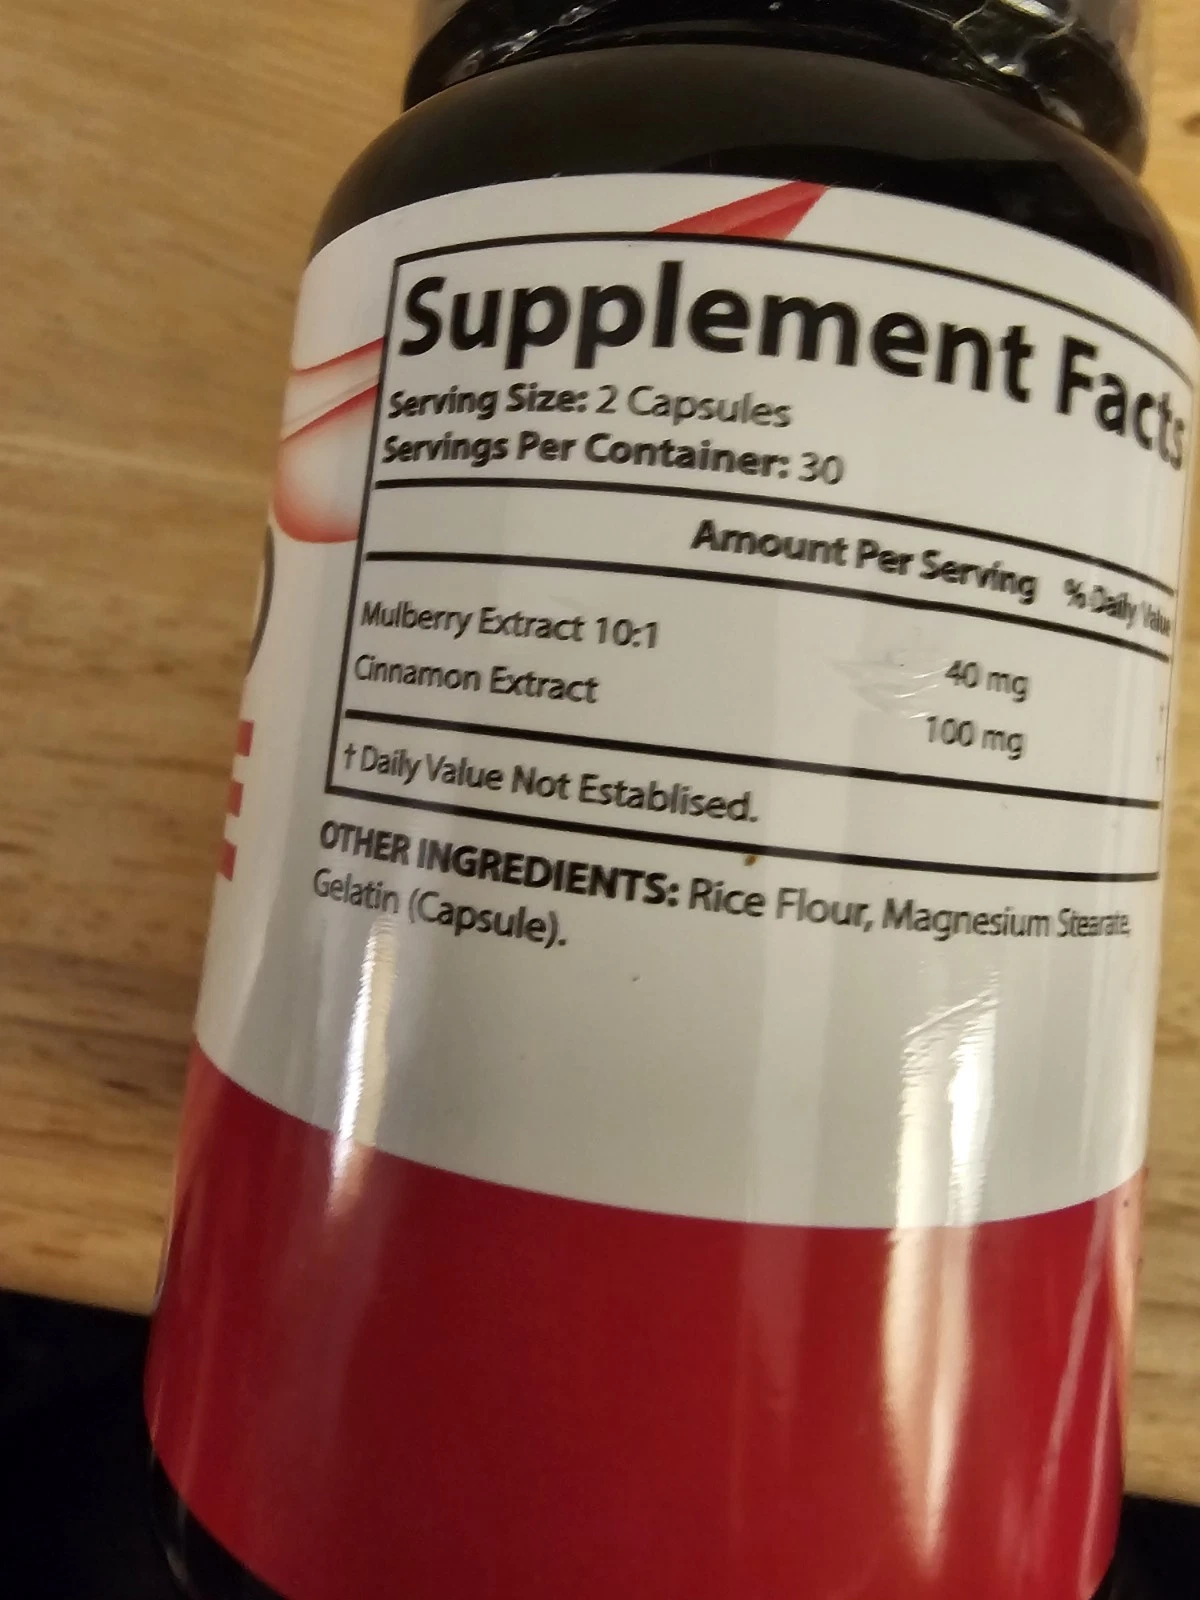 Supplement Facts
Serving Size: 2 Capsules
Servings Per Container: 30
Amount Per Serving % Daily Value
Mulberry Extract 10:1 40 mg †
Cinnamon Extract 100 mg †
† Daily Value Not Establised.
OTHER INGREDIENTS: Rice Flour, Magnesium Stearate,
Gelatin (Capsule).